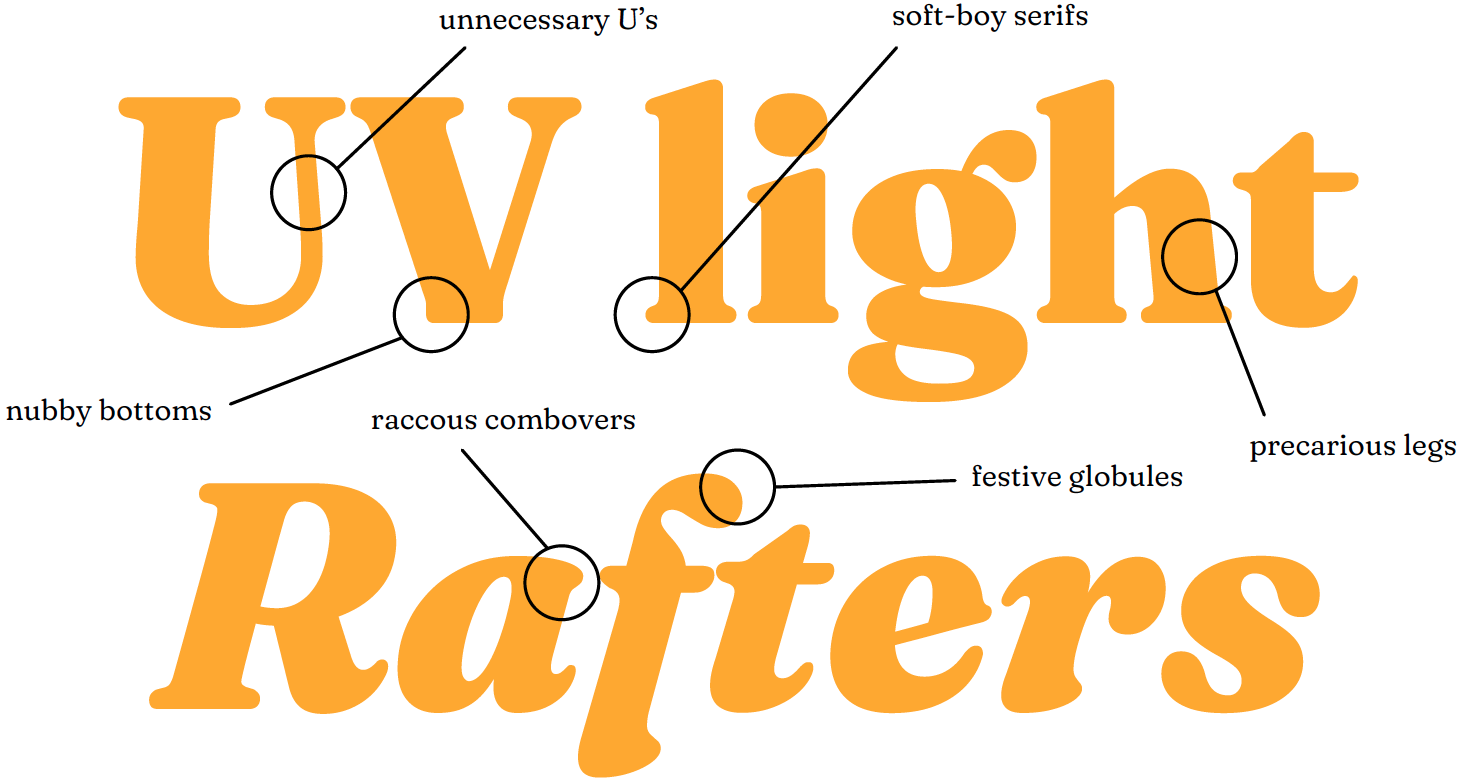 unnecessary U’s
soft-boy serifs
UV light
nubby bottoms
raccous combovers
precarious legs
festive globules
Rafters